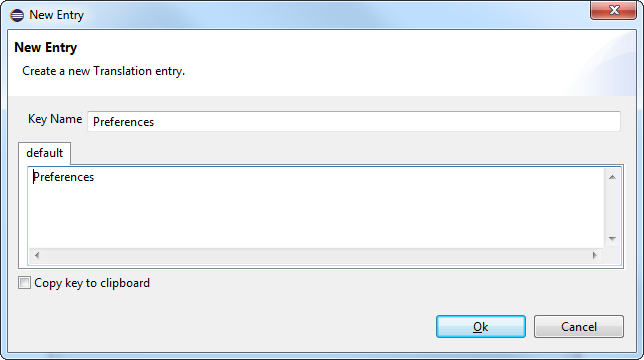 New Entry
New Entry
Create a new Translation entry.
Key Name Preferences
default
Preferences
Copy key to clipboard
Ok Cancel